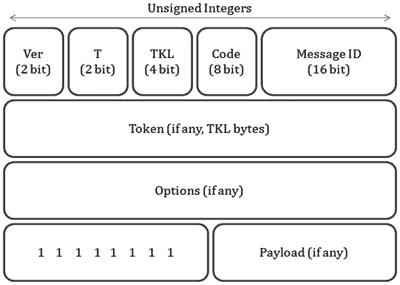 Unsigned Integers
Ver T TKL Code Message ID
(2 bit) (2 bit) (4 bit) (8 bit) (16 bit)
Token (if any, TKL bytes)
Options (if any)
1 1 1 1 1 1 1 1 Payload (if any)